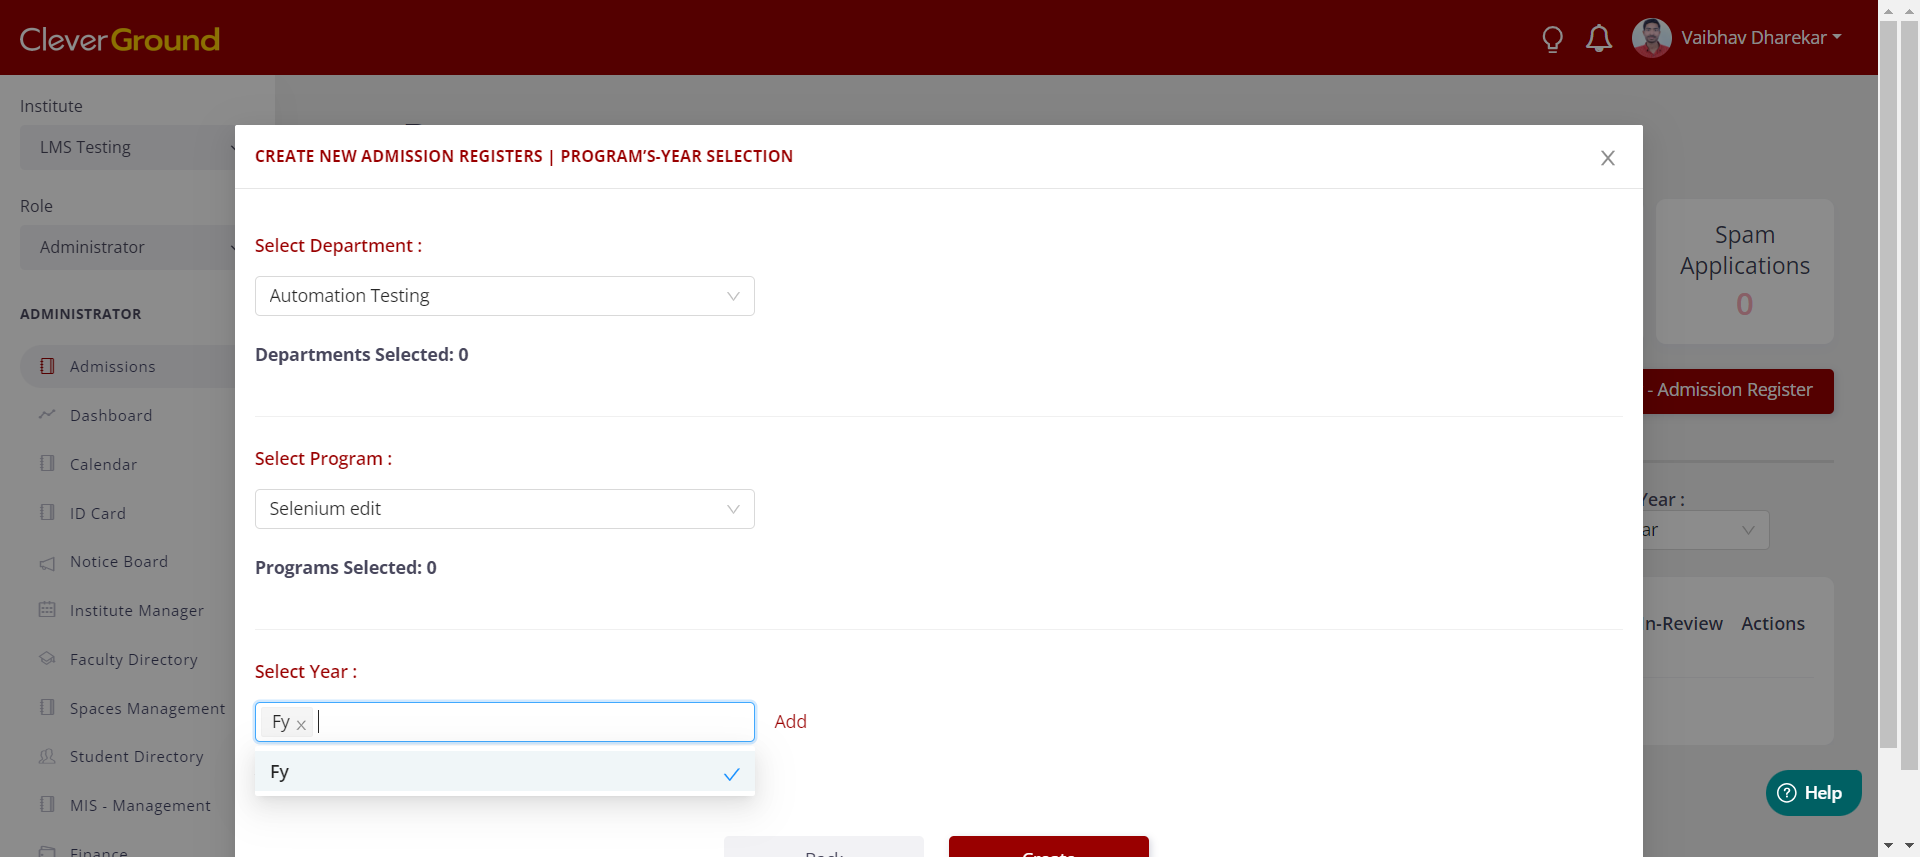 CleverGround
Vaibhav Dharekar
Institute
LMS Testing
Role
Administrator
ADMINISTRATOR
Admissions
Dashboard
Calendar
ID Card
Notice Board
Institute Manager
Faculty Directory
Spaces Management
Student Directory
MIS - Management
Finance
CREATE NEW ADMISSION REGISTERS | PROGRAM'S-YEAR SELECTION
Select Department :
Automation Testing
Departments Selected: 0
Select Program :
Selenium edit
Programs Selected: 0
Select Year :
Fy
Add
Fy
Back
Create
Spam
Applications
0
- Admission Register
Year :
ar
n-Review Actions
Help